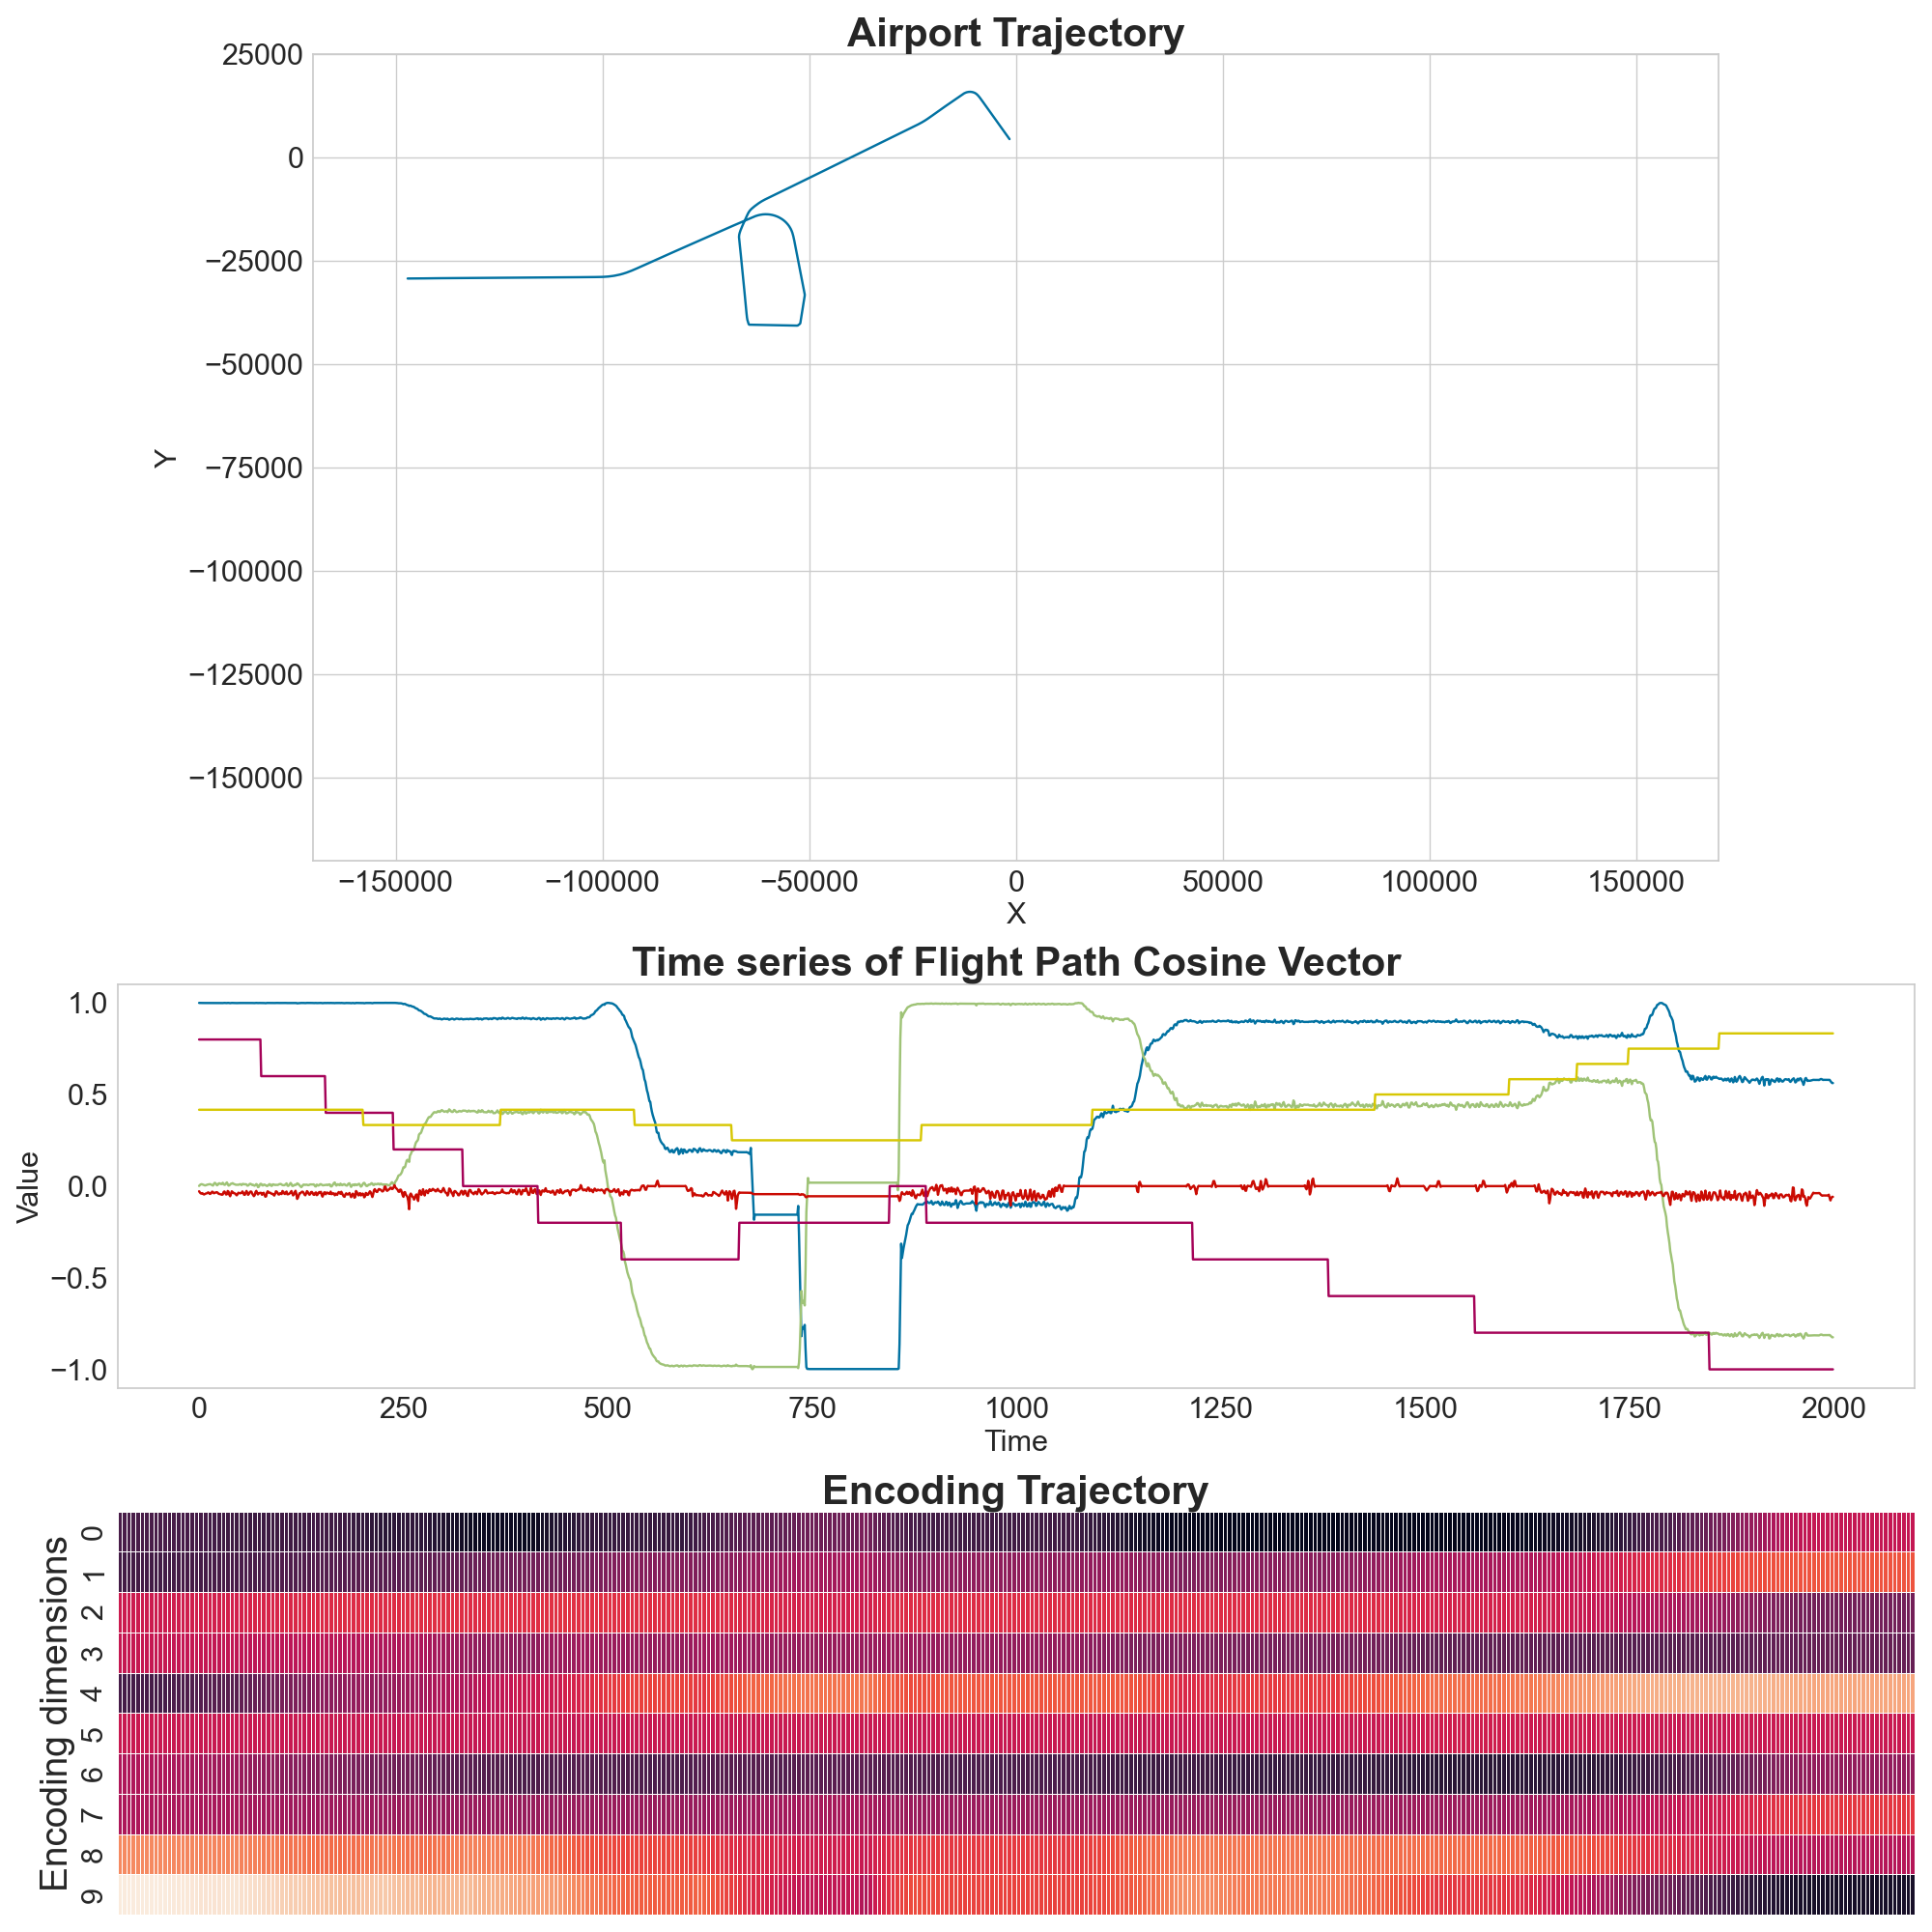 Airport Trajectory
25000
0
−25000
−50000
−75000
−100000
−125000
−150000
Y
−150000 −100000 −50000 0 50000 100000 150000
X
Time series of Flight Path Cosine Vector
1.0
0.5
0.0
−0.5
−1.0
Value
0 250 500 750 1000 1250 1500 1750 2000
Time
Encoding Trajectory
Encoding dimensions
0
1
2
3
4
5
6
7
8
9